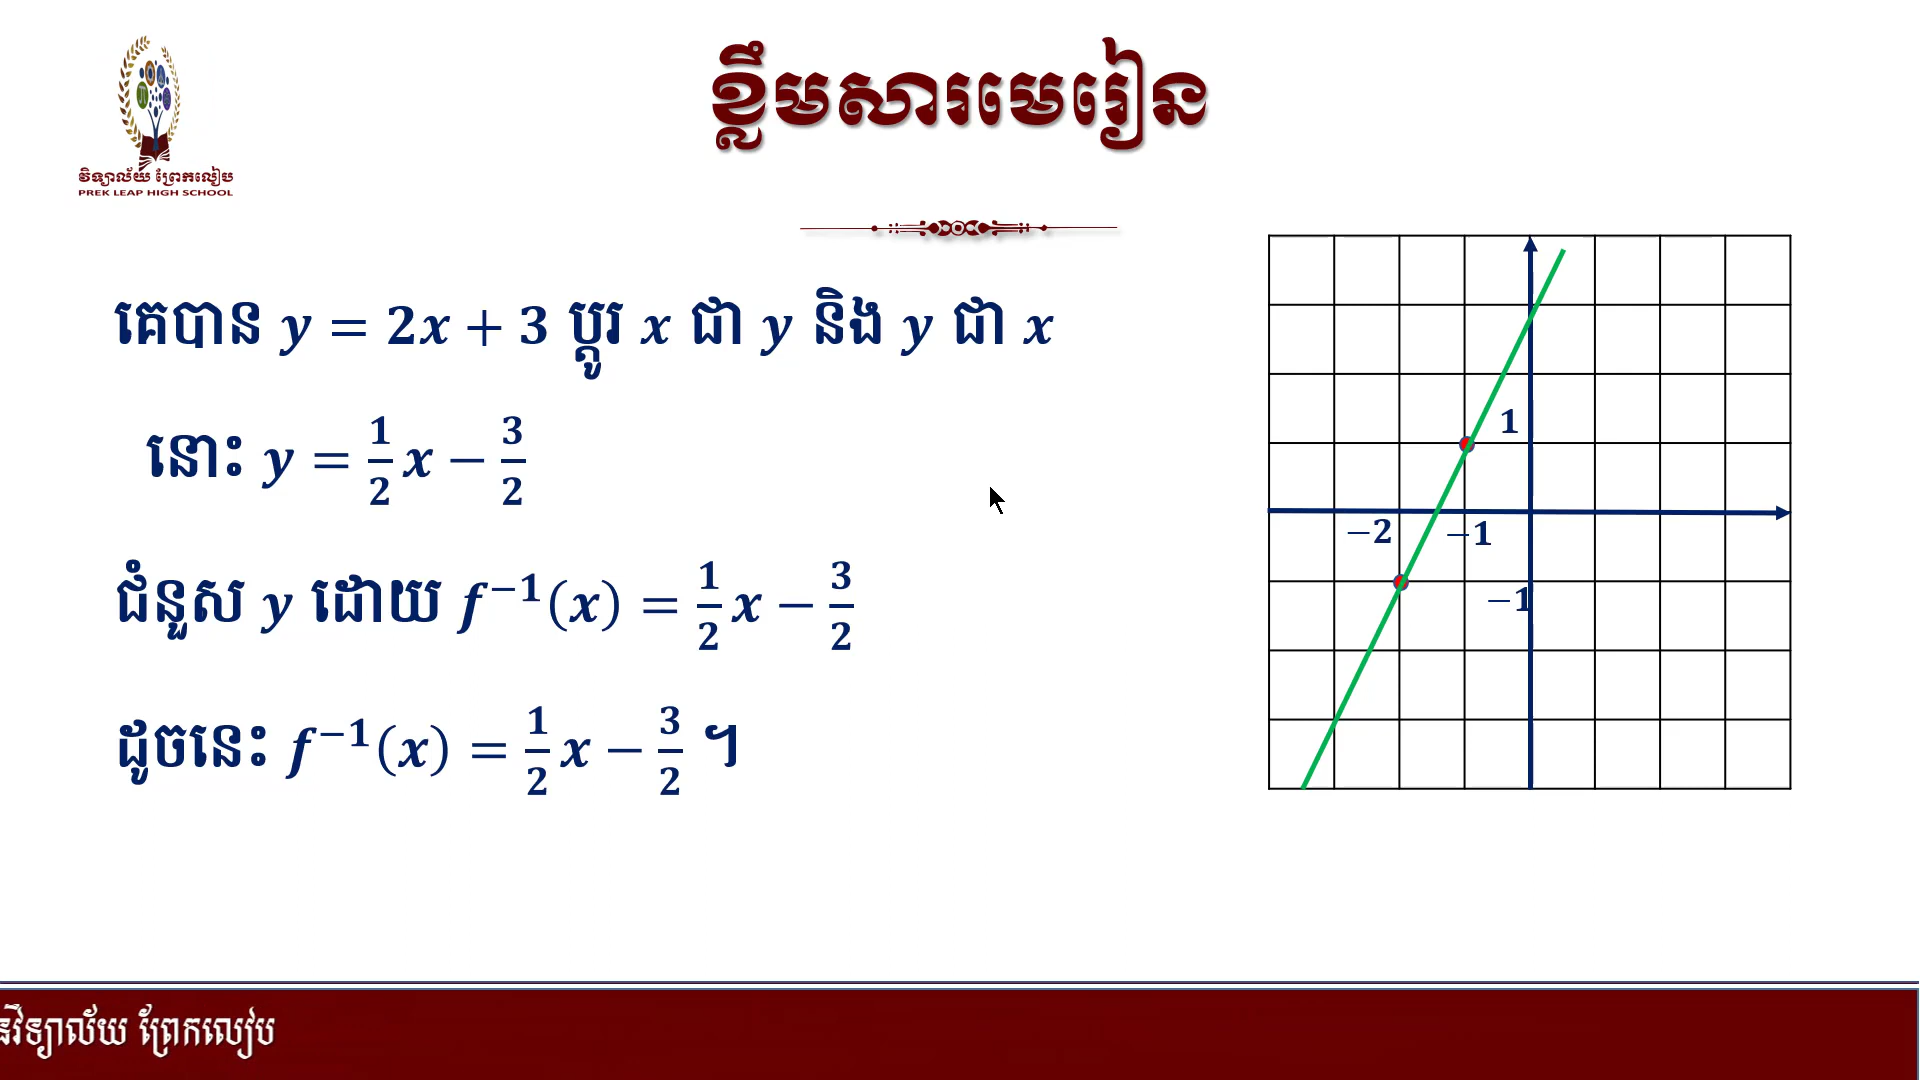 វិទ្យាល័យ ព្រែកលៀប
PREK LEAP HIGH SCHOOL
ខ្លឹមសារមេរៀន
គេបាន y = 2x + 3 ប្តូរ x ជា y និង y ជា x
នោះ y = 1/2 x − 3/2
ជំនួស y ដោយ f⁻¹(x) = 1/2 x − 3/2
ដូចនេះ f⁻¹(x) = 1/2 x − 3/2 ។
1
−2
−1
−1
នវិទ្យាល័យ ព្រែកលៀប